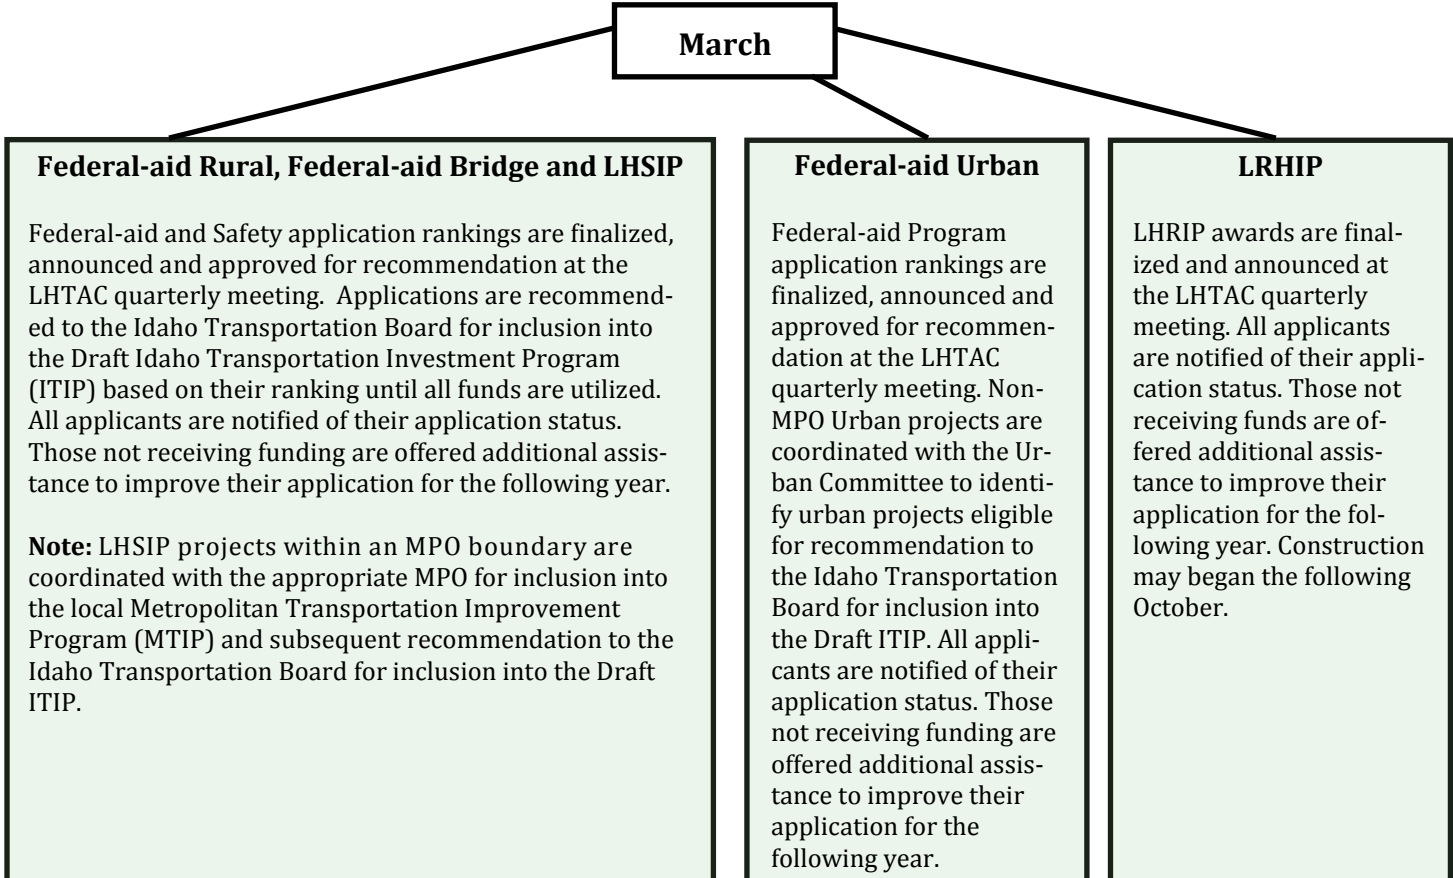 March
Federal-aid Rural, Federal-aid Bridge and LHSIP
Federal-aid and Safety application rankings are finalized,
announced and approved for recommendation at the
LHTAC quarterly meeting.  Applications are recommend-
ed to the Idaho Transportation Board for inclusion into
the Draft Idaho Transportation Investment Program
(ITIP) based on their ranking until all funds are utilized.
All applicants are notified of their application status.
Those not receiving funding are offered additional assis-
tance to improve their application for the following year.
Note: LHSIP projects within an MPO boundary are
coordinated with the appropriate MPO for inclusion into
the local Metropolitan Transportation Improvement
Program (MTIP) and subsequent recommendation to the
Idaho Transportation Board for inclusion into the Draft
ITIP.
Federal-aid Urban
Federal-aid Program
application rankings are
finalized, announced and
approved for recommen-
dation at the LHTAC
quarterly meeting. Non-
MPO Urban projects are
coordinated with the Ur-
ban Committee to identi-
fy urban projects eligible
for recommendation to
the Idaho Transportation
Board for inclusion into
the Draft ITIP. All appli-
cants are notified of their
application status. Those
not receiving funding are
offered additional assis-
tance to improve their
application for the
following year.
LRHIP
LHRIP awards are final-
ized and announced at
the LHTAC quarterly
meeting. All applicants
are notified of their appli-
cation status. Those not
receiving funds are of-
fered additional assis-
tance to improve their
application for the fol-
lowing year. Construction
may began the following
October.